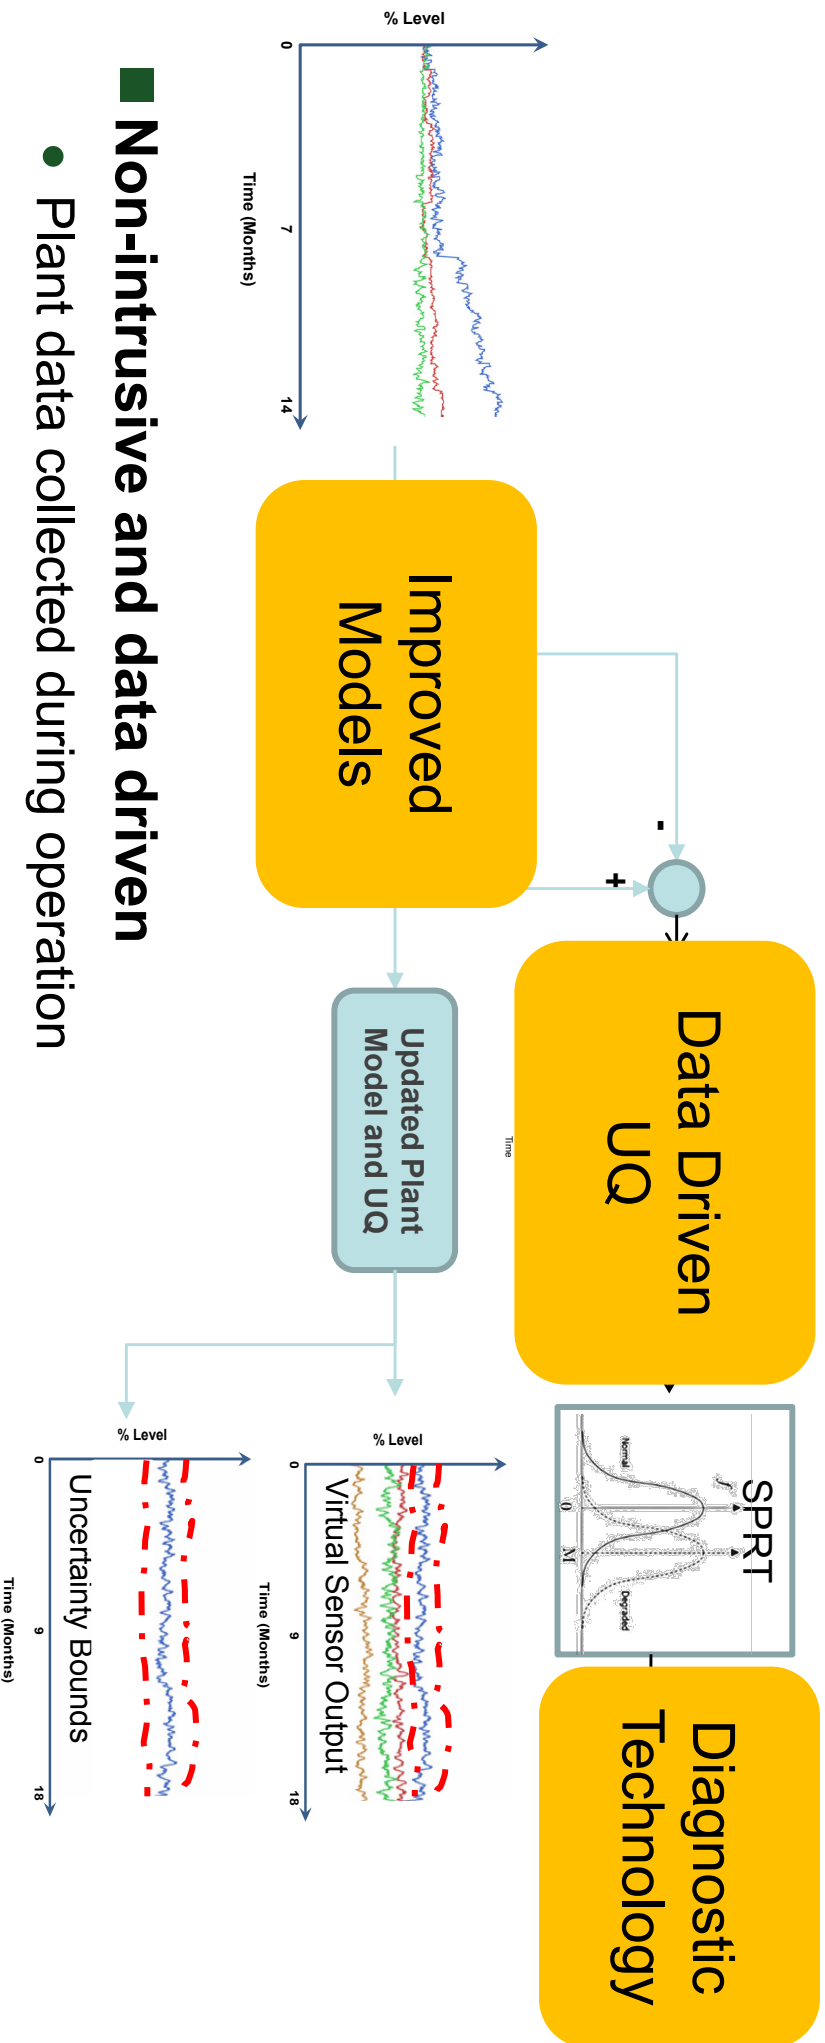 % Level
0
7
14
Time (Months)
Improved
Models
-
+
Data Driven
UQ
Time
SPRT
f
Normal
Degraded
0
M
Diagnostic
Technology
Updated Plant
Model and UQ
% Level
Virtual Sensor Output
0
9
18
Time (Months)
% Level
Uncertainty Bounds
0
9
18
Time (Months)
Non-intrusive and data driven
• Plant data collected during operation